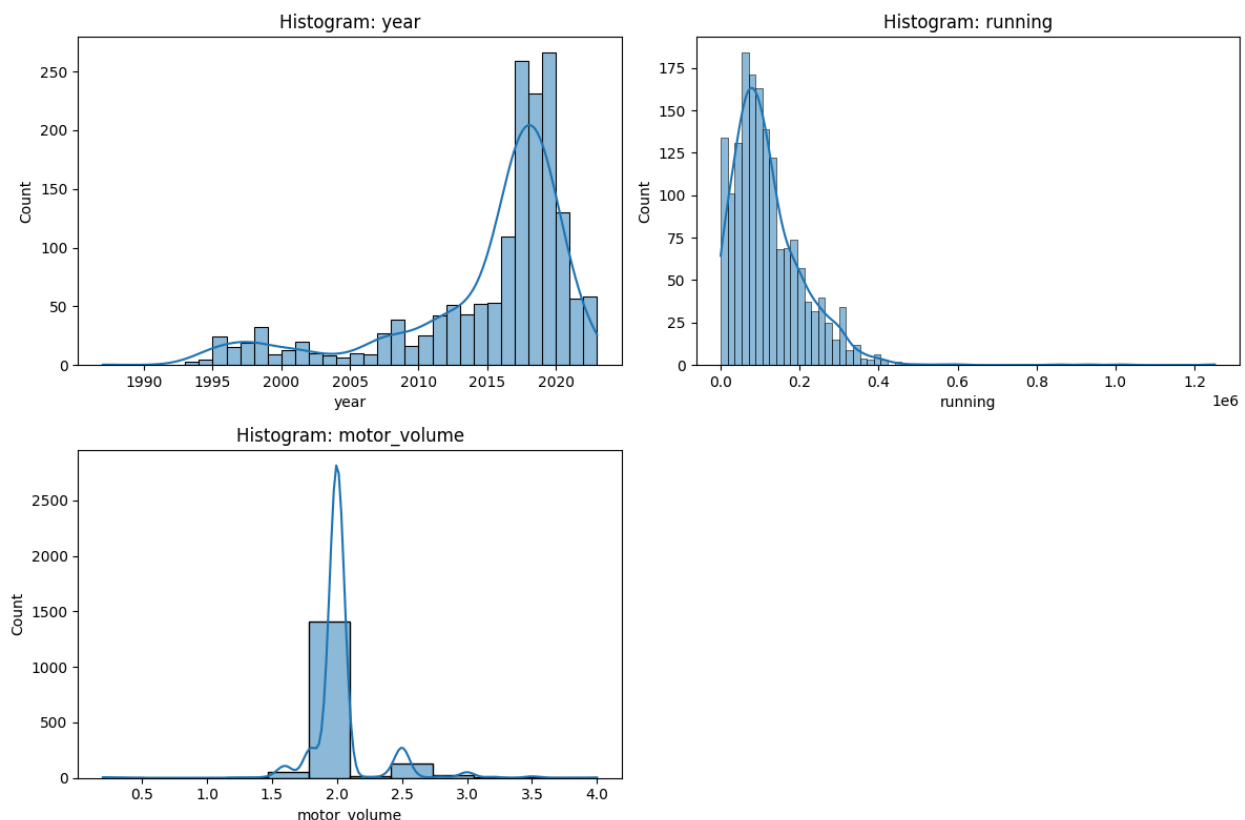 Histogram: year
Count
250
200
150
100
50
0
1990 1995 2000 2005 2010 2015 2020
year
Histogram: running
Count
175
150
125
100
75
50
25
0
0.0 0.2 0.4 0.6 0.8 1.0 1.2
1e6
running
Histogram: motor_volume
Count
2500
2000
1500
1000
500
0
0.5 1.0 1.5 2.0 2.5 3.0 3.5 4.0
motor_volume